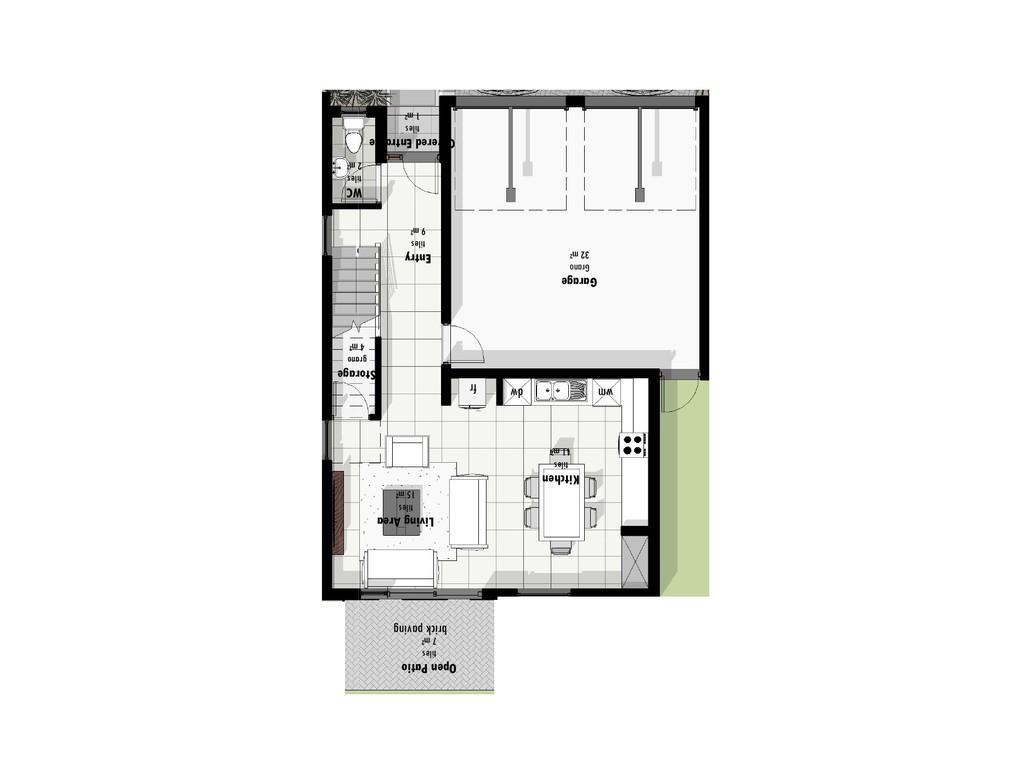 Open Patio
tiles
7 m²
brick paving
Living Area
tiles
15 m²
Kitchen
tiles
11 m²
wm
dw
fr
Storage
grano
4 m²
Garage
Grano
32 m²
Entry
tiles
9 m²
WC
tiles
2 m²
Covered Entrance
tiles
1 m²